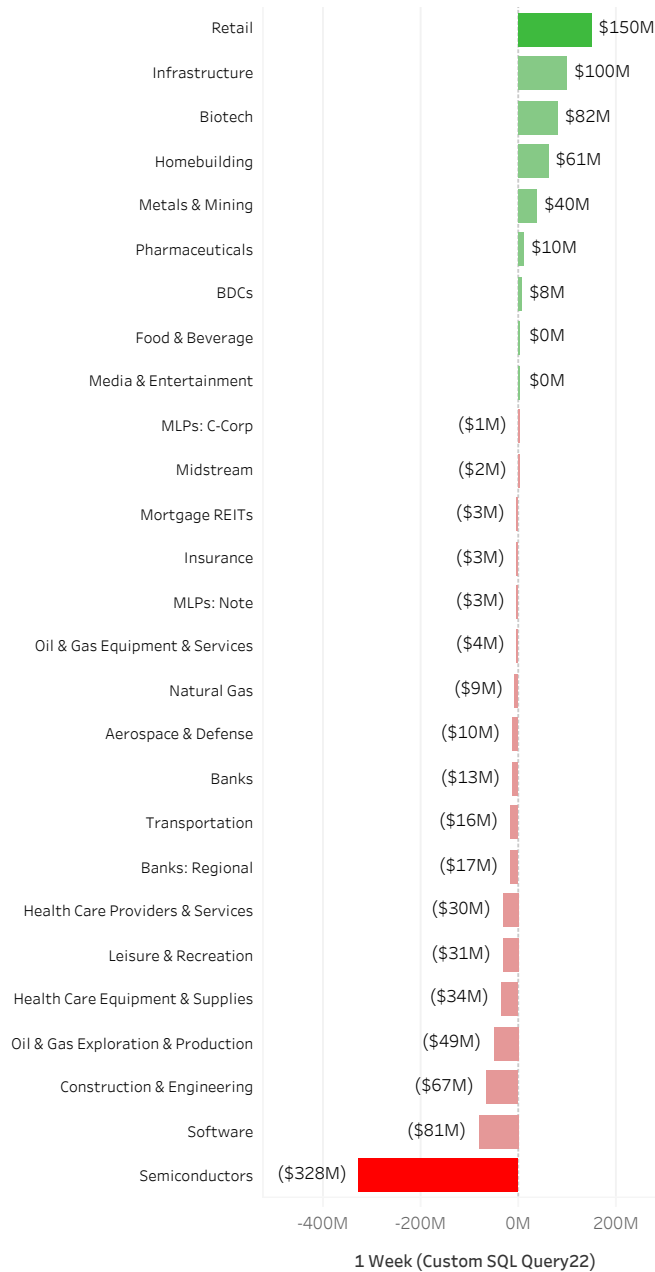 Retail $150M
Infrastructure $100M
Biotech $82M
Homebuilding $61M
Metals & Mining $40M
Pharmaceuticals $10M
BDCs $8M
Food & Beverage $0M
Media & Entertainment $0M
MLPs: C-Corp ($1M)
Midstream ($2M)
Mortgage REITs ($3M)
Insurance ($3M)
MLPs: Note ($3M)
Oil & Gas Equipment & Services ($4M)
Natural Gas ($9M)
Aerospace & Defense ($10M)
Banks ($13M)
Transportation ($16M)
Banks: Regional ($17M)
Health Care Providers & Services ($30M)
Leisure & Recreation ($31M)
Health Care Equipment & Supplies ($34M)
Oil & Gas Exploration & Production ($49M)
Construction & Engineering ($67M)
Software ($81M)
Semiconductors ($328M)
-400M -200M 0M 200M
1 Week (Custom SQL Query22)